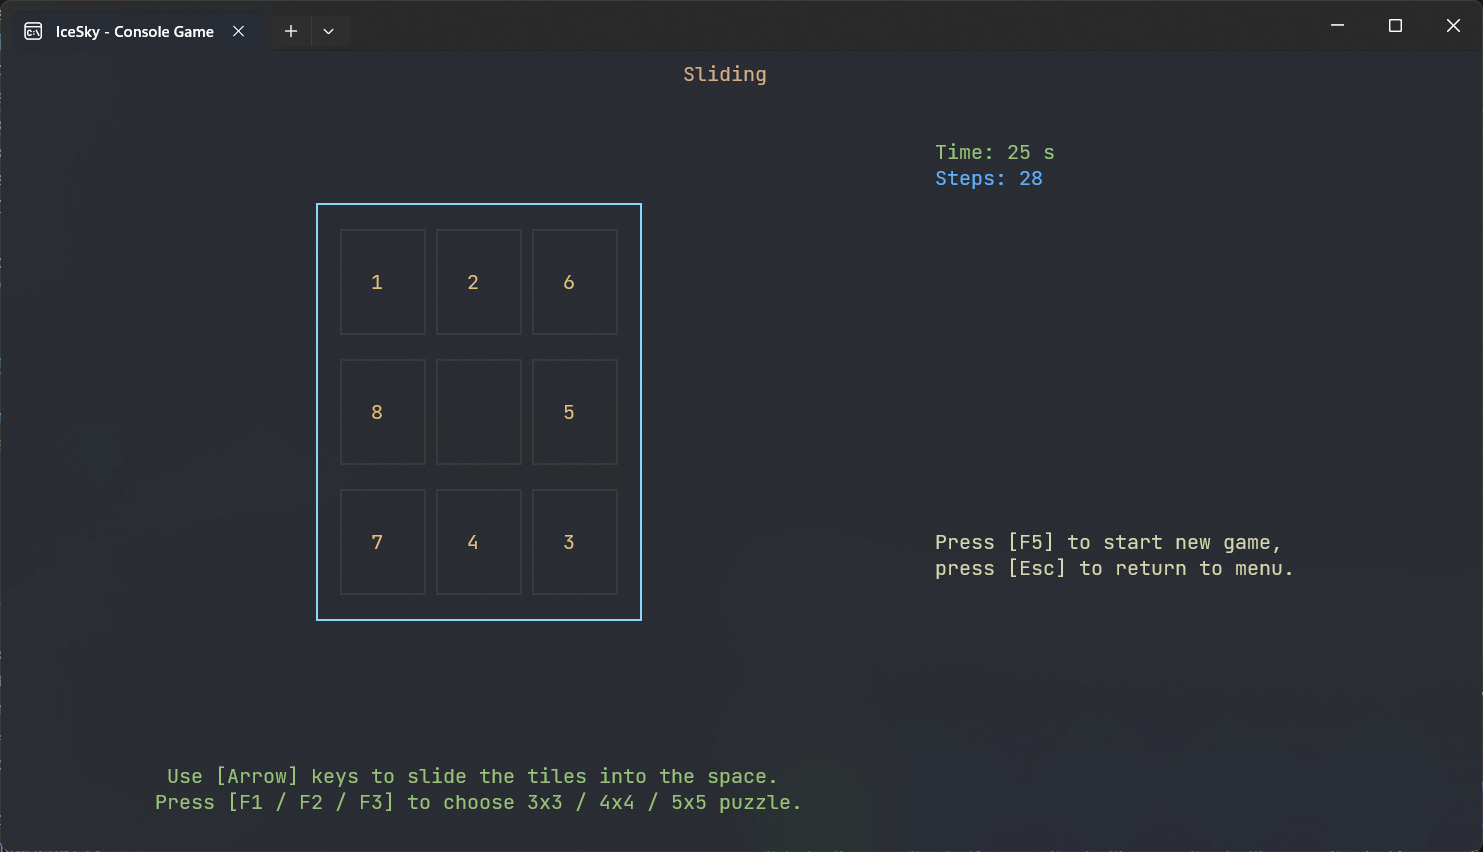 IceSky - Console Game
Sliding
Time: 25 s
Steps: 28
1 2 6
8 5
7 4 3
Press [F5] to start new game,
press [Esc] to return to menu.
Use [Arrow] keys to slide the tiles into the space.
Press [F1 / F2 / F3] to choose 3x3 / 4x4 / 5x5 puzzle.